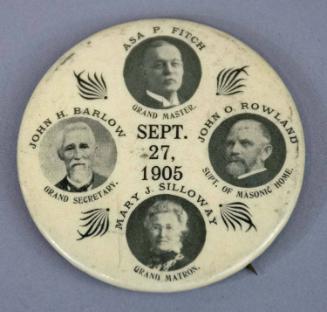 ASA P. FITCH
GRAND MASTER.
JOHN H. BARLOW
GRAND SECRETARY.
SEPT.
27,
1905
JOHN O. ROWLAND
SUPT. OF MASONIC HOME.
MARY J. SILLOWAY
GRAND MATRON.